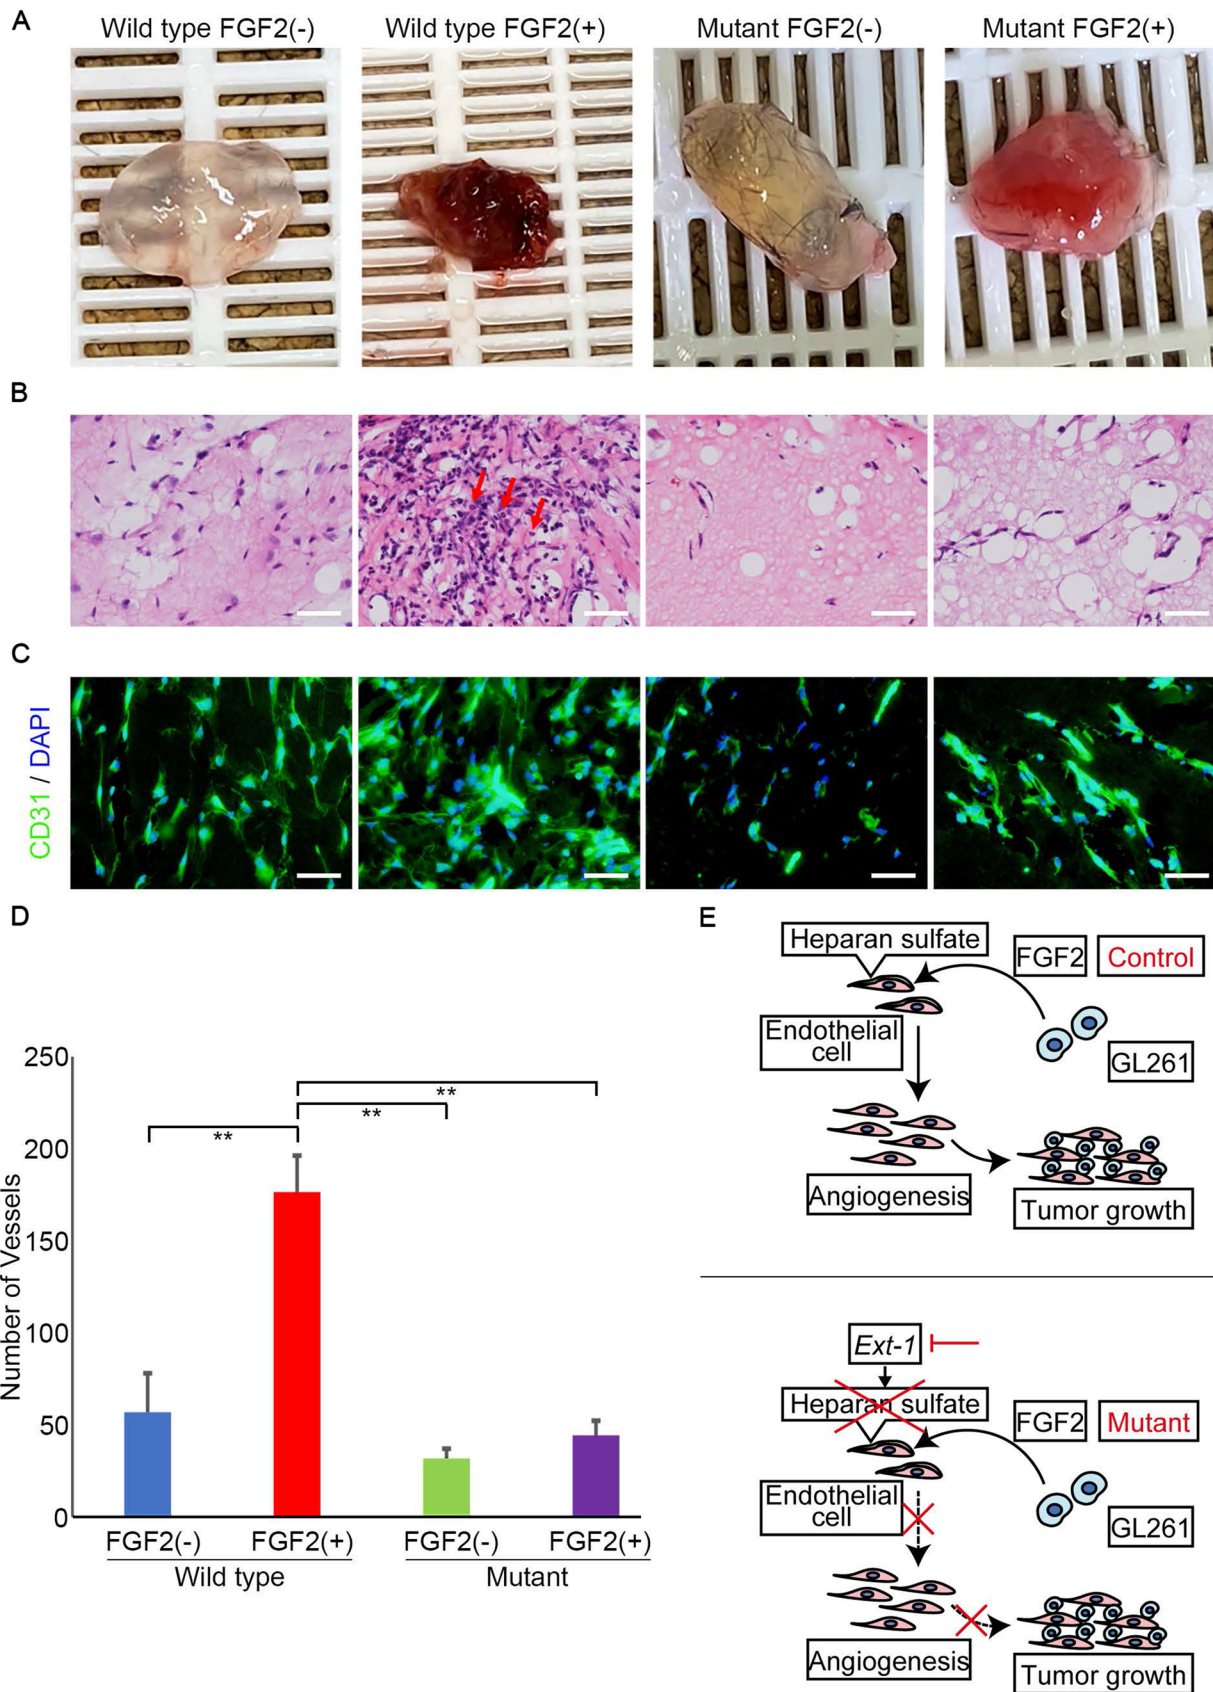 A
Wild type FGF2(-)
Wild type FGF2(+)
Mutant FGF2(-)
Mutant FGF2(+)
B
C
CD31 / DAPI
D
Number of Vessels
250
200
150
100
50
0
**
**
**
FGF2(-)
FGF2(+)
FGF2(-)
FGF2(+)
Wild type
Mutant
E
Heparan sulfate
FGF2
Control
Endothelial
cell
GL261
Angiogenesis
Tumor growth
Ext-1
Heparan sulfate
FGF2
Mutant
Endothelial
cell
GL261
Angiogenesis
Tumor growth